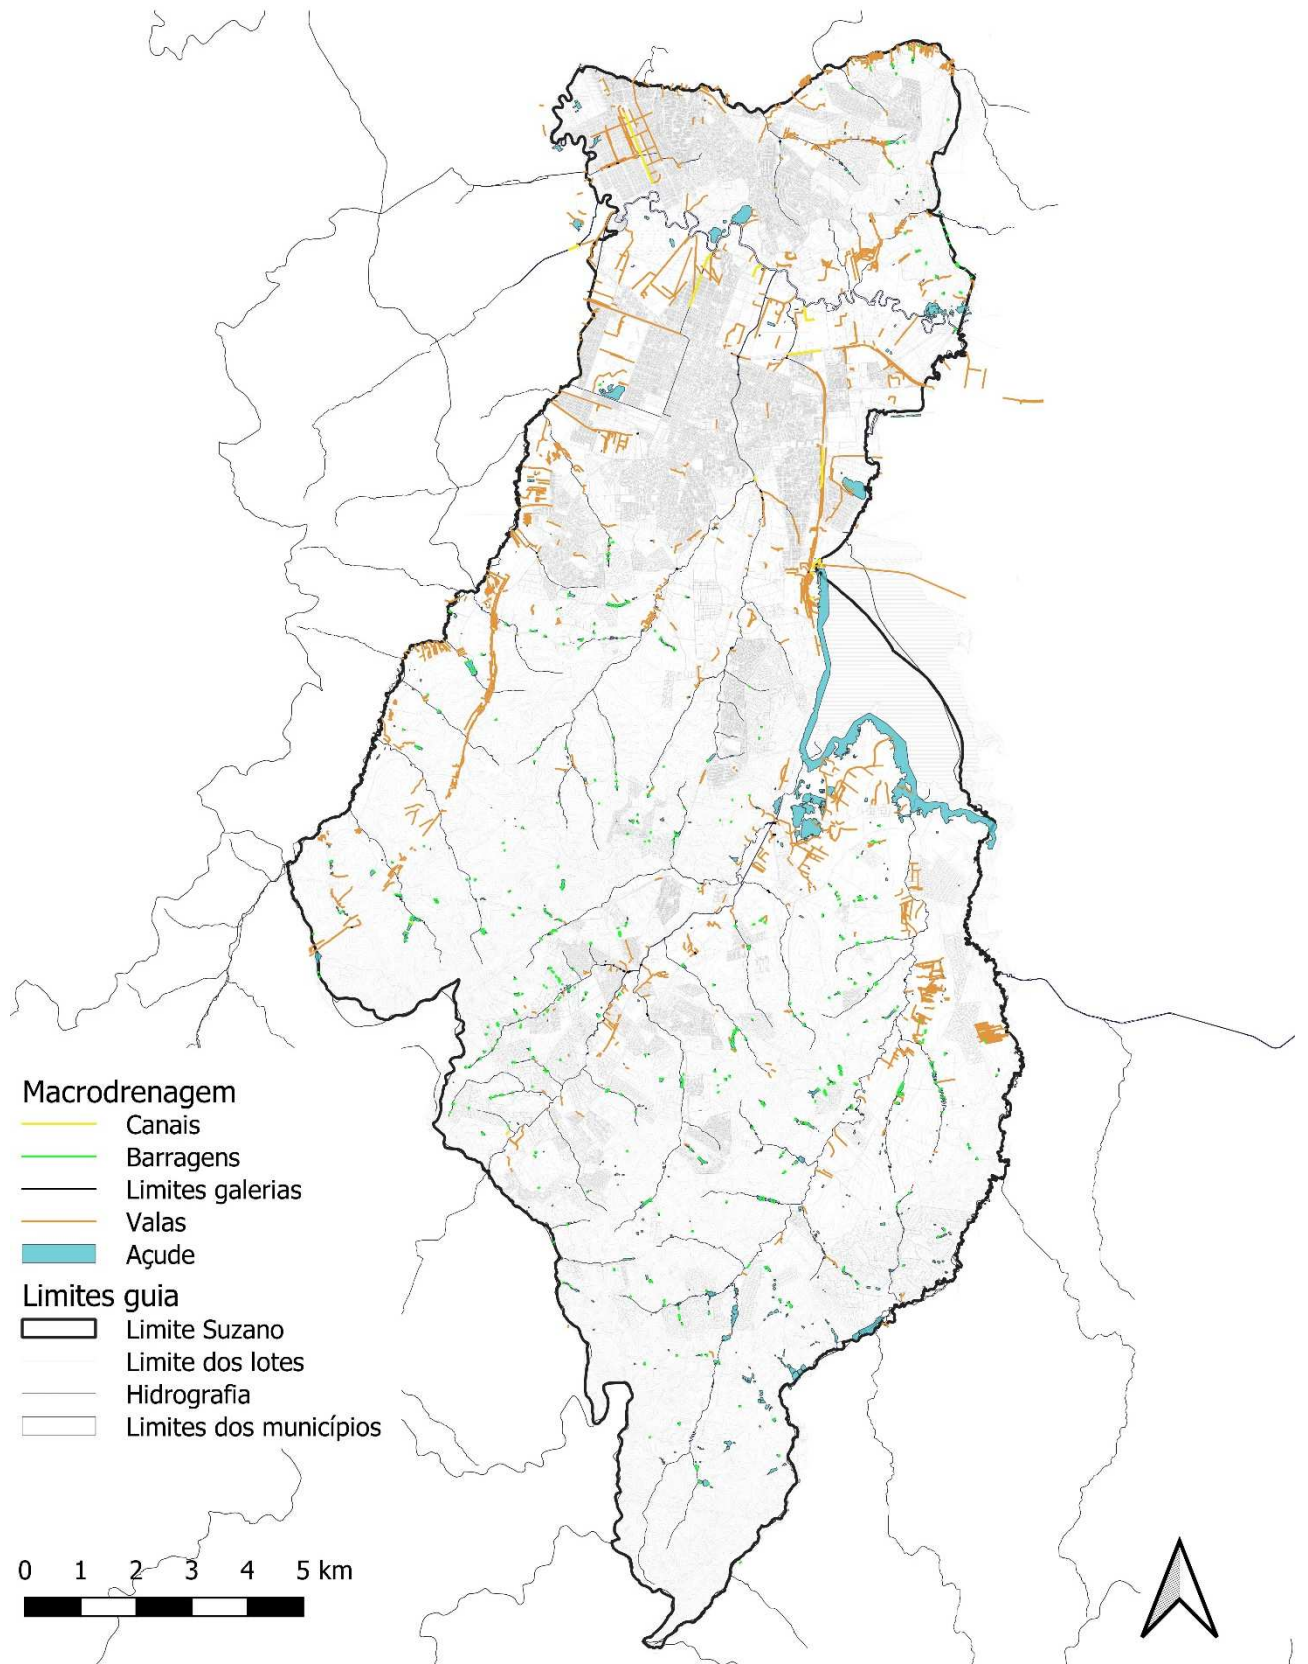 Macrodrenagem
Canais
Barragens
Limites galerias
Valas
Açude
Limites guia
Limite Suzano
Limite dos lotes
Hidrografia
Limites dos municípios
0 1 2 3 4 5 km